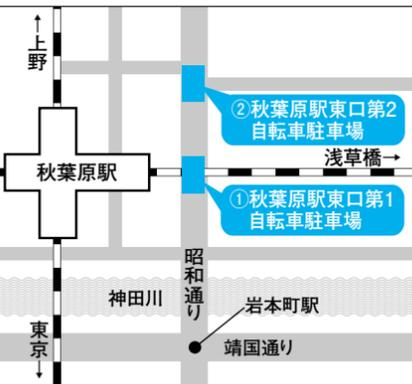 ↑上野
②秋葉原駅東口第2
自転車駐車場
浅草橋→
秋葉原駅
①秋葉原駅東口第1
自転車駐車場
昭和通り
神田川
岩本町駅
東京↓
靖国通り